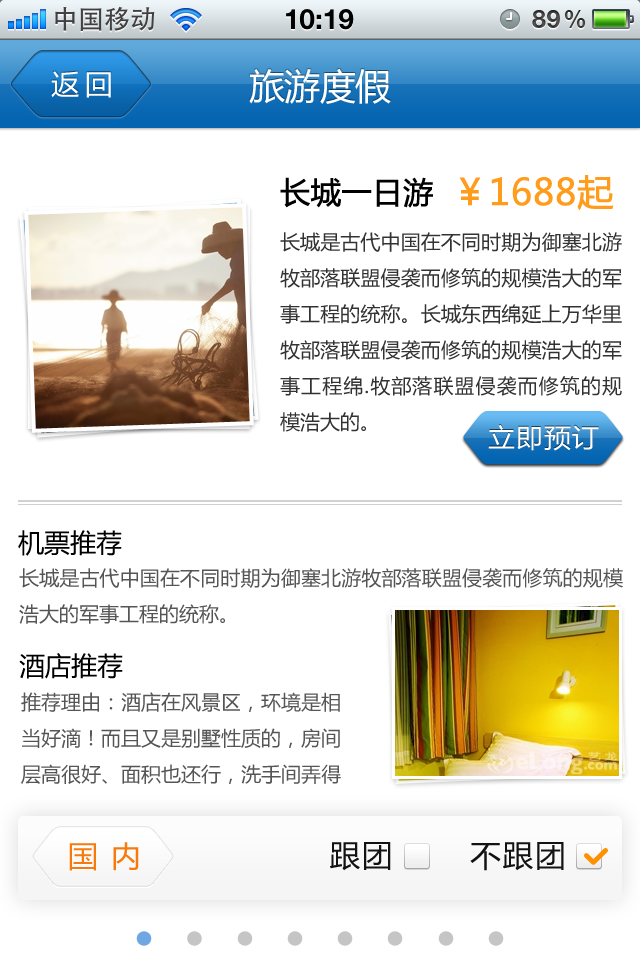 中国移动 10:19 89%
返回 旅游度假
长城一日游 ¥1688起
长城是古代中国在不同时期为御塞北游
牧部落联盟侵袭而修筑的规模浩大的军
事工程的统称。长城东西绵延上万华里
牧部落联盟侵袭而修筑的规模浩大的军
事工程绵.牧部落联盟侵袭而修筑的规
模浩大的。
立即预订
机票推荐
长城是古代中国在不同时期为御塞北游牧部落联盟侵袭而修筑的规模
浩大的军事工程的统称。
酒店推荐
推荐理由：酒店在风景区，环境是相
当好滴！而且又是别墅性质的，房间
层高很好、面积也还行，洗手间弄得
艺龙
eLong.com
国内 跟团 不跟团